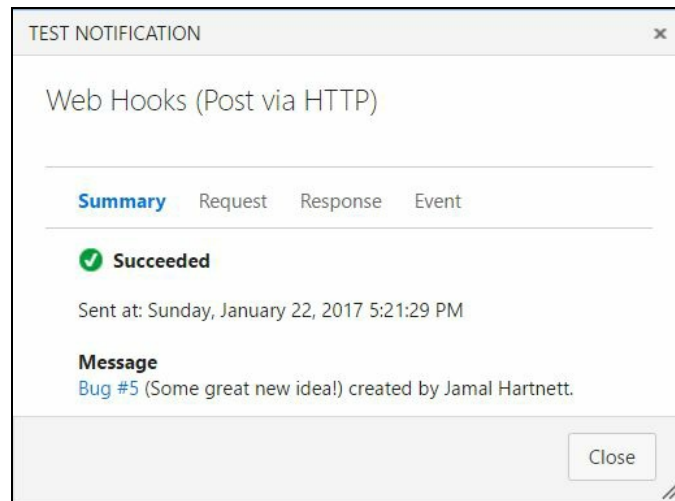 TEST NOTIFICATION
Web Hooks (Post via HTTP)
Summary Request Response Event
Succeeded
Sent at: Sunday, January 22, 2017 5:21:29 PM
Message
Bug #5 (Some great new idea!) created by Jamal Hartnett.
Close